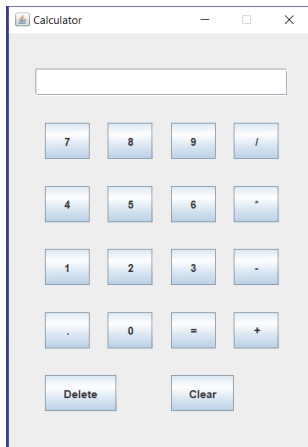 Calculator
7 8 9 /
4 5 6 *
1 2 3 -
. 0 = +
Delete Clear